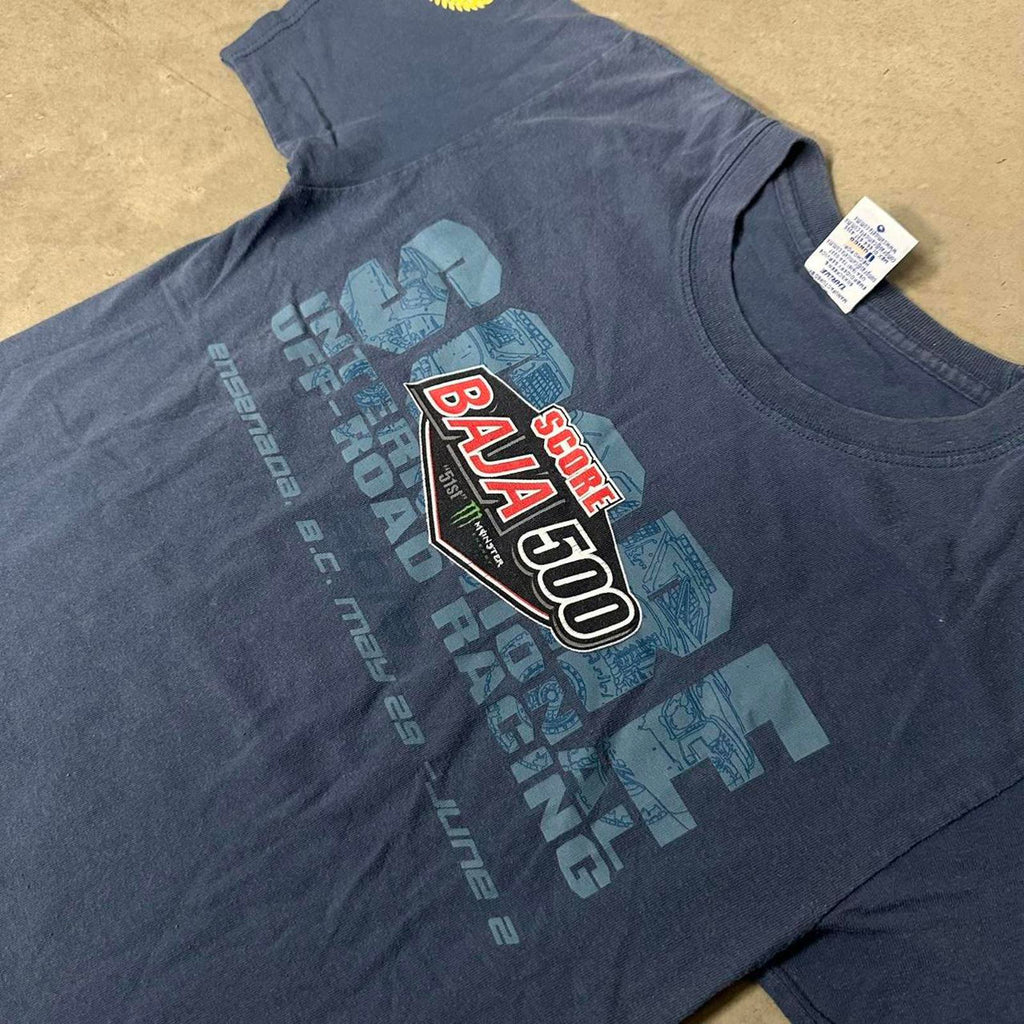 SCORE
INTERNATIONAL
OFF-ROAD RACING
SCORE
BAJA 500
"51st"
MONSTER
ensenada, B.C. may 29 - June 2